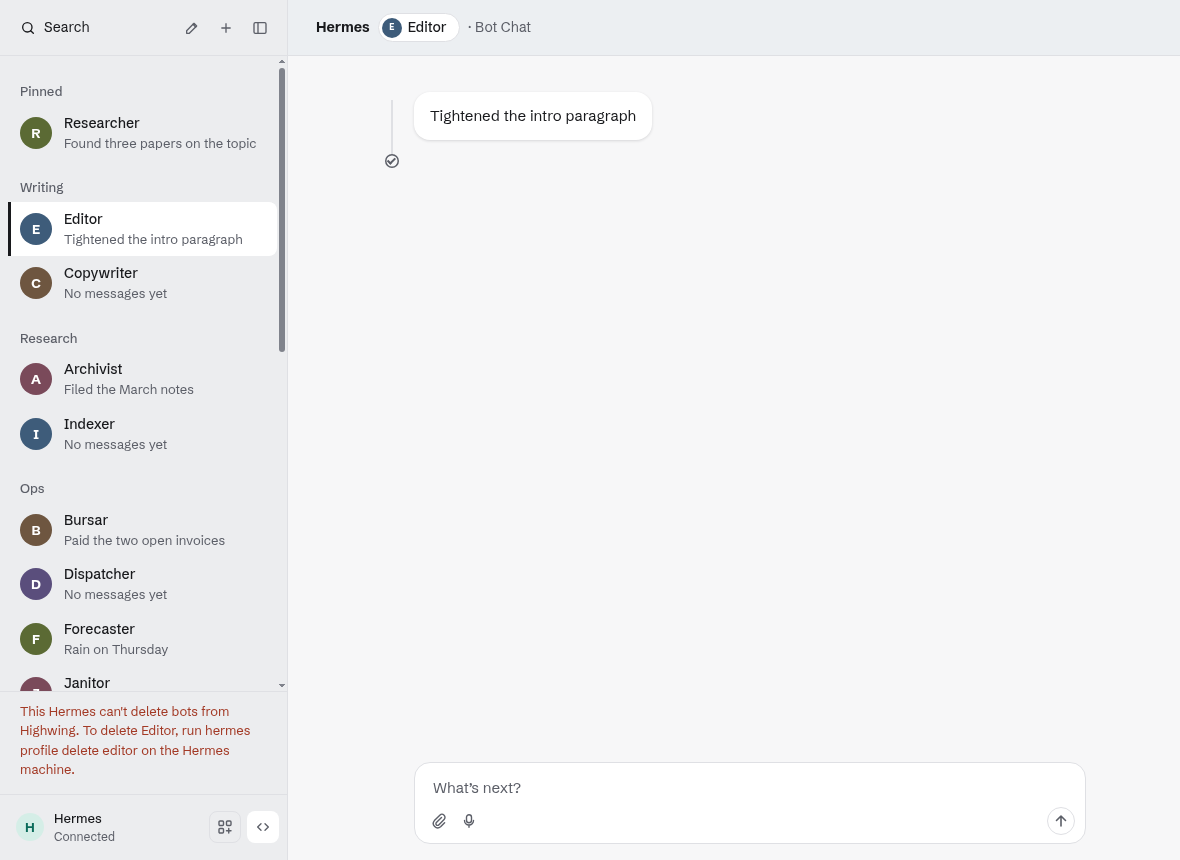 Search
Hermes
E
Editor
· Bot Chat
Pinned
R
Researcher
Found three papers on the topic
Writing
E
Editor
Tightened the intro paragraph
C
Copywriter
No messages yet
Research
A
Archivist
Filed the March notes
I
Indexer
No messages yet
Ops
B
Bursar
Paid the two open invoices
D
Dispatcher
No messages yet
F
Forecaster
Rain on Thursday
Janitor
This Hermes can't delete bots from
Highwing. To delete Editor, run hermes
profile delete editor on the Hermes
machine.
H
Hermes
Connected
Tightened the intro paragraph
What's next?